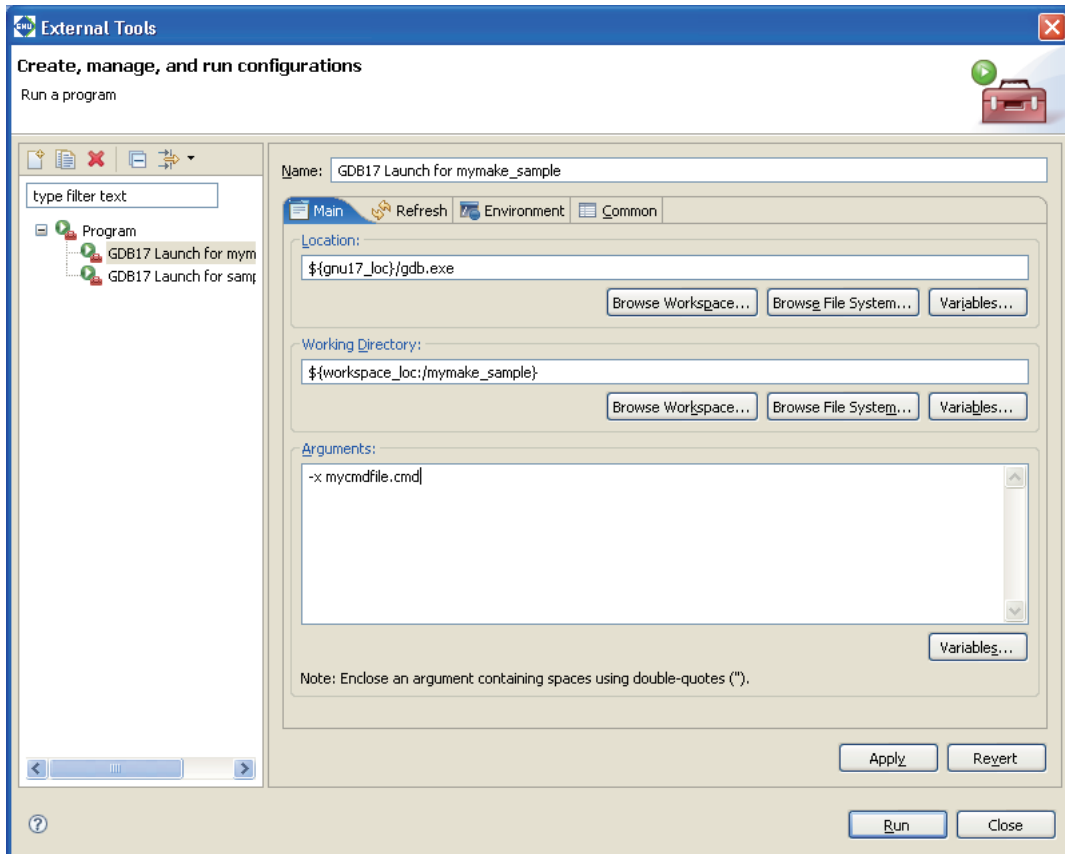 GNU External Tools
Create, manage, and run configurations
Run a program
type filter text
Program
GDB17 Launch for mym
GDB17 Launch for samp
Name: GDB17 Launch for mymake_sample
Main Refresh Environment Common
Location:
${gnu17_loc}/gdb.exe
Browse Workspace... Browse File System... Variables...
Working Directory:
${workspace_loc:/mymake_sample}
Browse Workspace... Browse File System... Variables...
Arguments:
-x mycmdfile.cmd
Variables...
Note: Enclose an argument containing spaces using double-quotes (").
Apply Revert
? Run Close